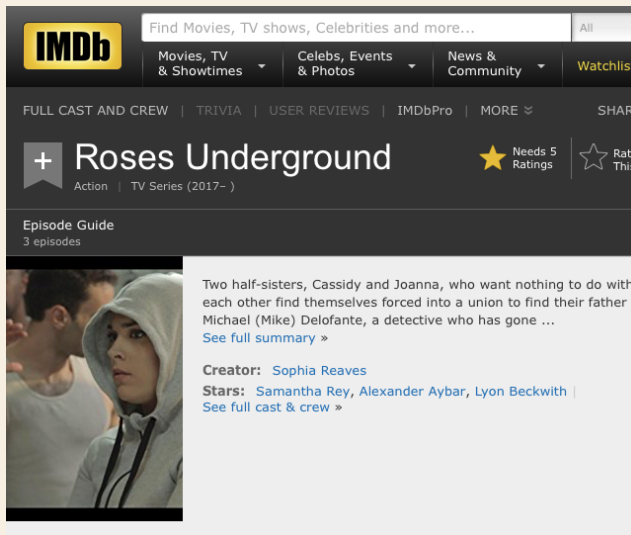 IMDb
Find Movies, TV shows, Celebrities and more...
All
Movies, TV
& Showtimes
Celebs, Events
& Photos
News &
Community
Watchlis
FULL CAST AND CREW | TRIVIA | USER REVIEWS | IMDbPro | MORE
SHAR
+ Roses Underground
Action | TV Series (2017– )
Needs 5
Ratings
Rat
This
Episode Guide
3 episodes
Two half-sisters, Cassidy and Joanna, who want nothing to do with
each other find themselves forced into a union to find their father
Michael (Mike) Delofante, a detective who has gone ...
See full summary »
Creator: Sophia Reaves
Stars: Samantha Rey, Alexander Aybar, Lyon Beckwith |
See full cast & crew »